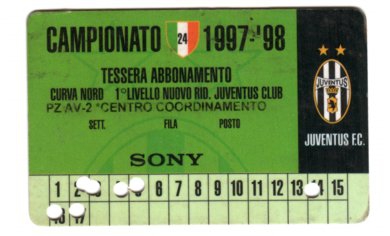 CAMPIONATO 24 1997-'98
TESSERA ABBONAMENTO
CURVA NORD 1° LIVELLO NUOVO RID. JUVENTUS CLUB
PZ AV-2 *CENTRO COORDINAMENTO
SETT. FILA POSTO
JUVENTUS
JUVENTUS F.C.
SONY
1 2 3 5 6 7 8 9 10 11 12 13 14 15
16 17